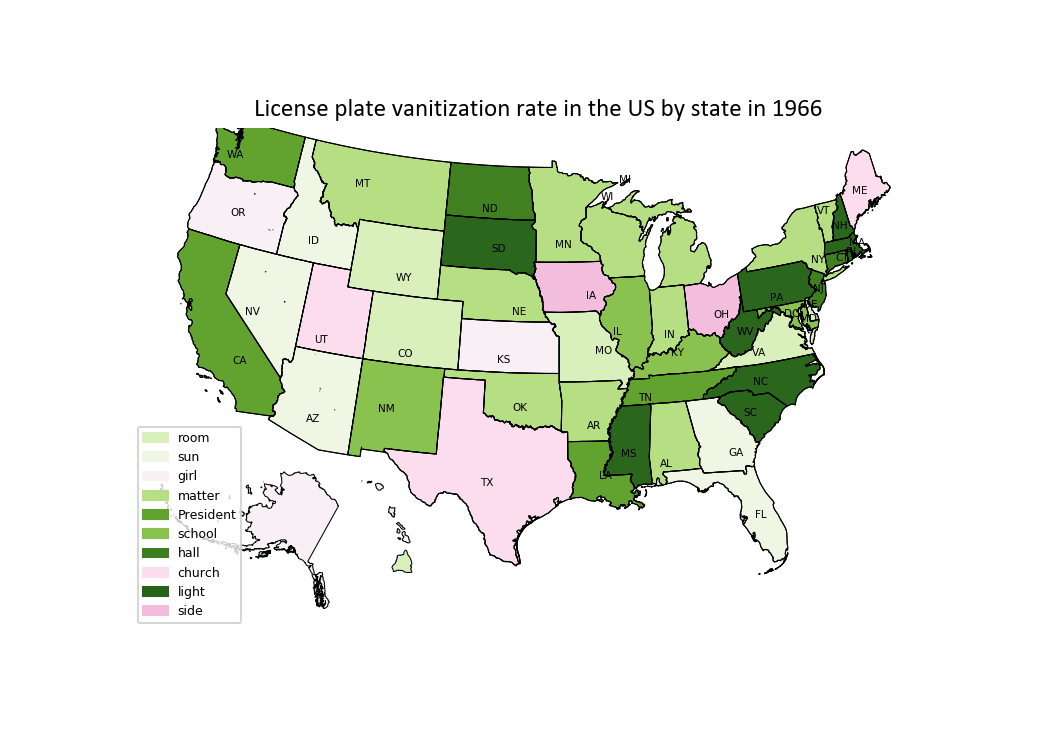 License plate vanitization rate in the US by state in 1966
WA
MT
ND
MN
WI
MI
ME
VT
NH
MA
OR
ID
SD
WY
NY
CT
NV
UT
NE
IA
PA
NJ
OH
IL
IN
WV
DC
MD
CA
CO
KS
MO
KY
VA
AZ
NM
OK
AR
TN
NC
SC
MS
AL
GA
TX
LA
FL
room
sun
girl
matter
President
school
hall
church
light
side